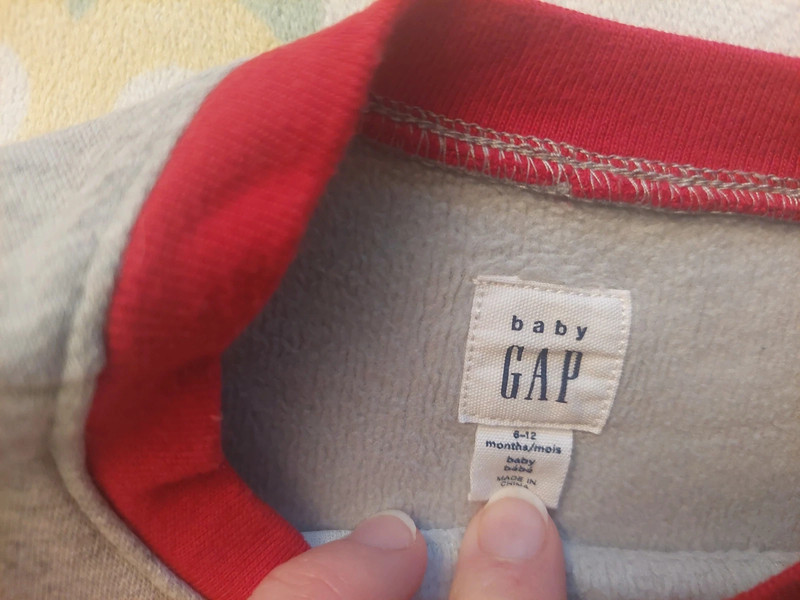 baby
GAP
6-12
months/mois
baby
bébé
MADE IN
CHINA